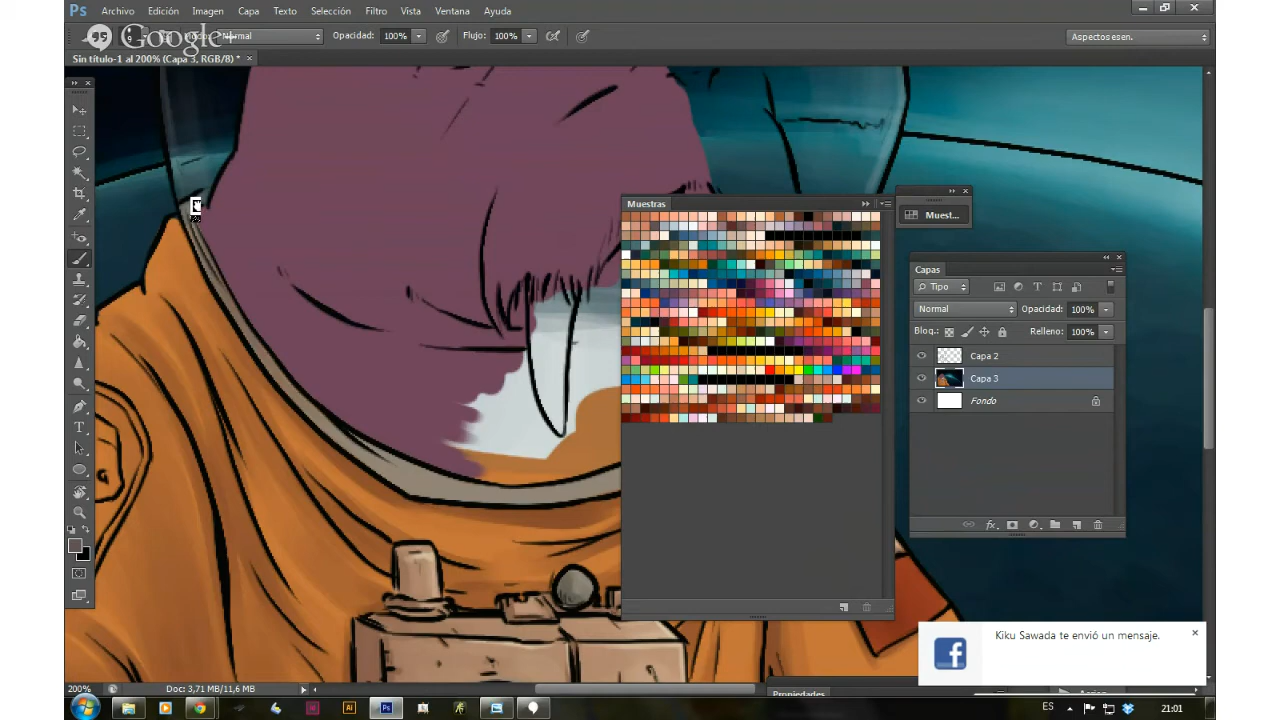 Ps Archivo Edición Imagen Capa Texto Selección Filtro Vista Ventana Ayuda
Google+
9 Modo: Normal Opacidad: 100% Flujo: 100% Aspectos esen.
Sin título-1 al 200% (Capa 3, RGB/8) *
Muestras
Muest...
Capas
Tipo
Normal Opacidad: 100%
Bloq.: Relleno: 100%
Capa 2
Capa 3
Fondo
fx
Kiku Sawada te envió un mensaje.
200% Doc: 3,71 MB/11,6 MB
Propiedades
ES 21:01